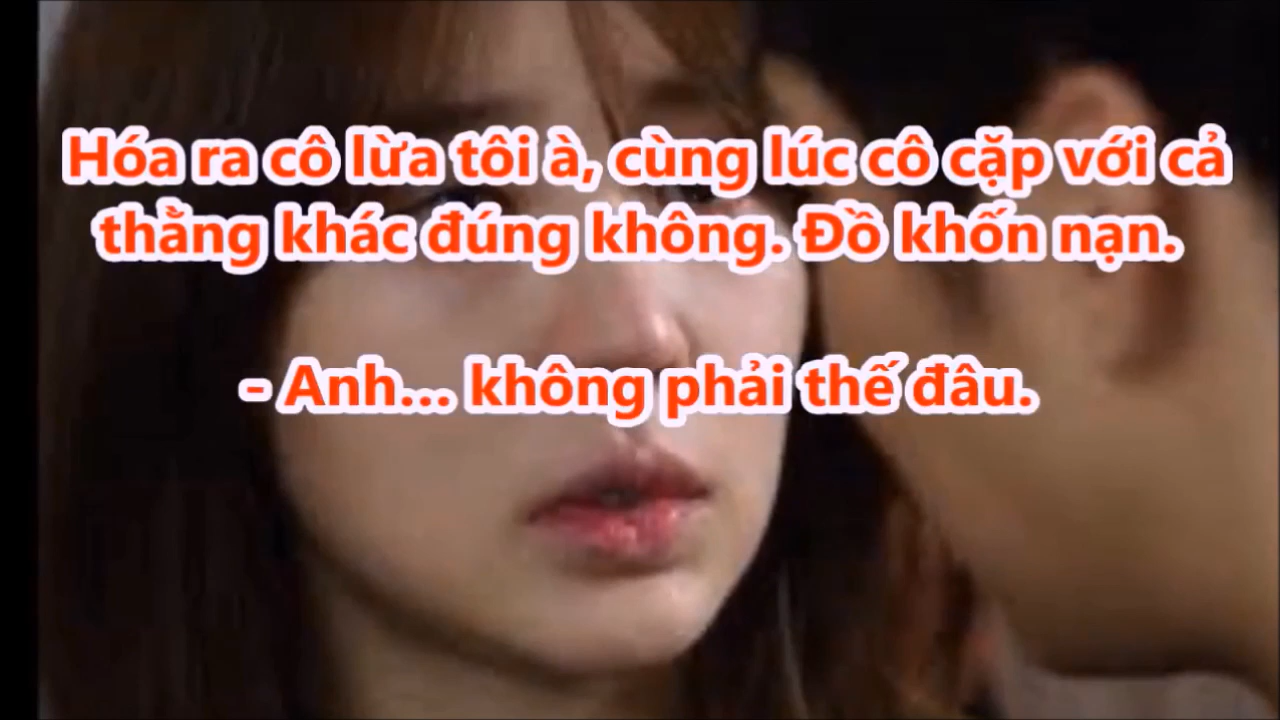 Hóa ra cô lừa tôi à, cùng lúc cô cặp với cả
thằng khác đúng không. Đồ khốn nạn.
- Anh... không phải thế đâu.